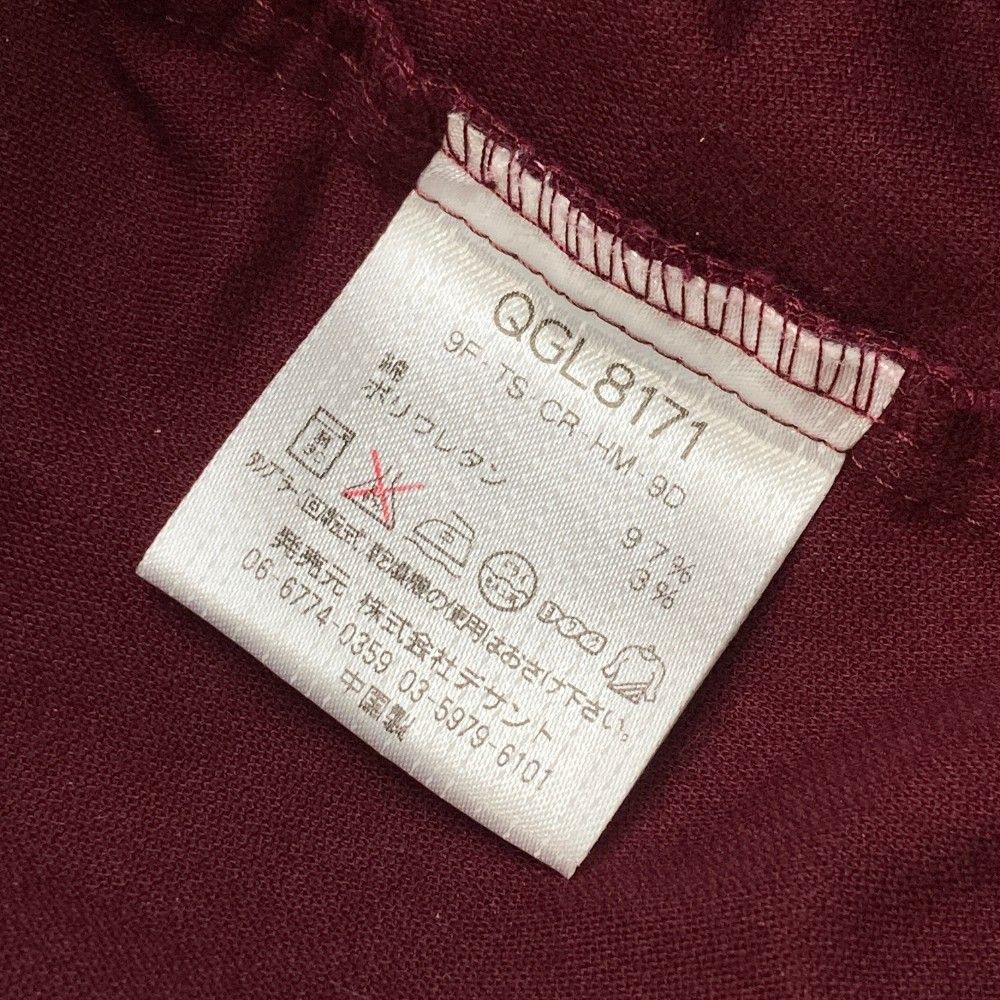 QGL8171
9F-TS CR-HM-9D
綿 97%
ポリウレタン 3%
タンブラー(回転式)乾燥機の使用はおさけ下さい。
発売元 株式会社デサント
06-6774-0359 03-5979-6101
中国製